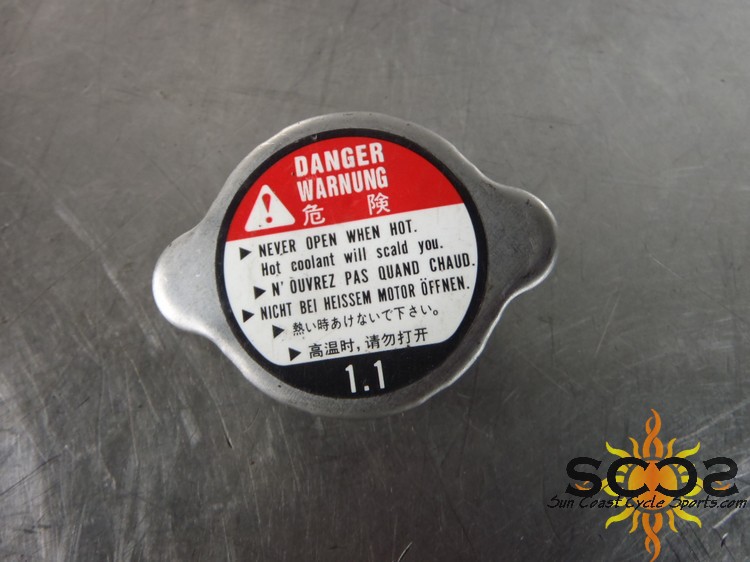 DANGER
WARNUNG
危 険
▶ NEVER OPEN WHEN HOT.
Hot coolant will scald you.
▶ N' OUVREZ PAS QUAND CHAUD.
▶ NICHT BEI HEISSEM MOTOR ÖFFNEN.
▶ 熱い時あけないで下さい。
▶ 高温时,请勿打开
1.1
SCCS
Sun Coast Cycle Sports.com